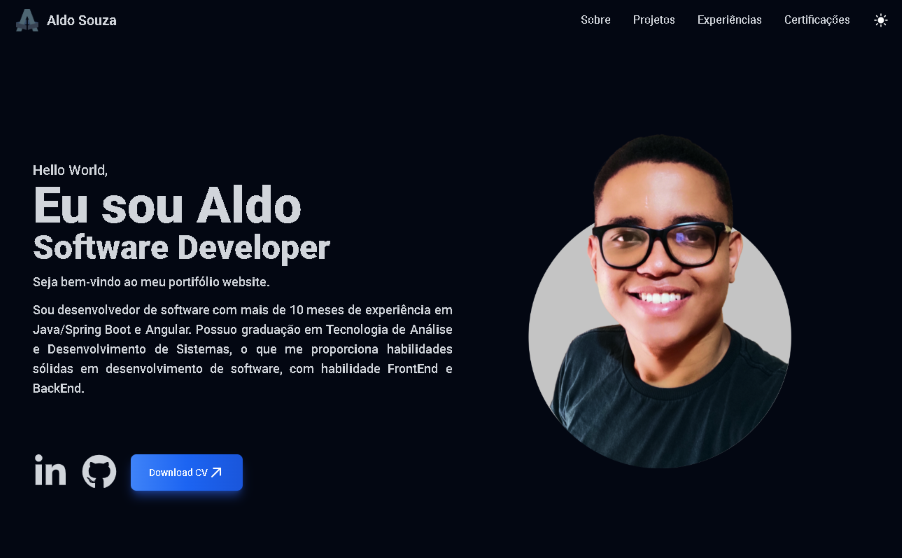 Aldo Souza
Sobre Projetos Experiências Certificações
Hello World,
Eu sou Aldo
Software Developer
Seja bem-vindo ao meu portifólio website.
Sou desenvolvedor de software com mais de 10 meses de experiência em
Java/Spring Boot e Angular. Possuo graduação em Tecnologia de Análise
e Desenvolvimento de Sistemas, o que me proporciona habilidades
sólidas em desenvolvimento de software, com habilidade FrontEnd e
BackEnd.
in
Download CV